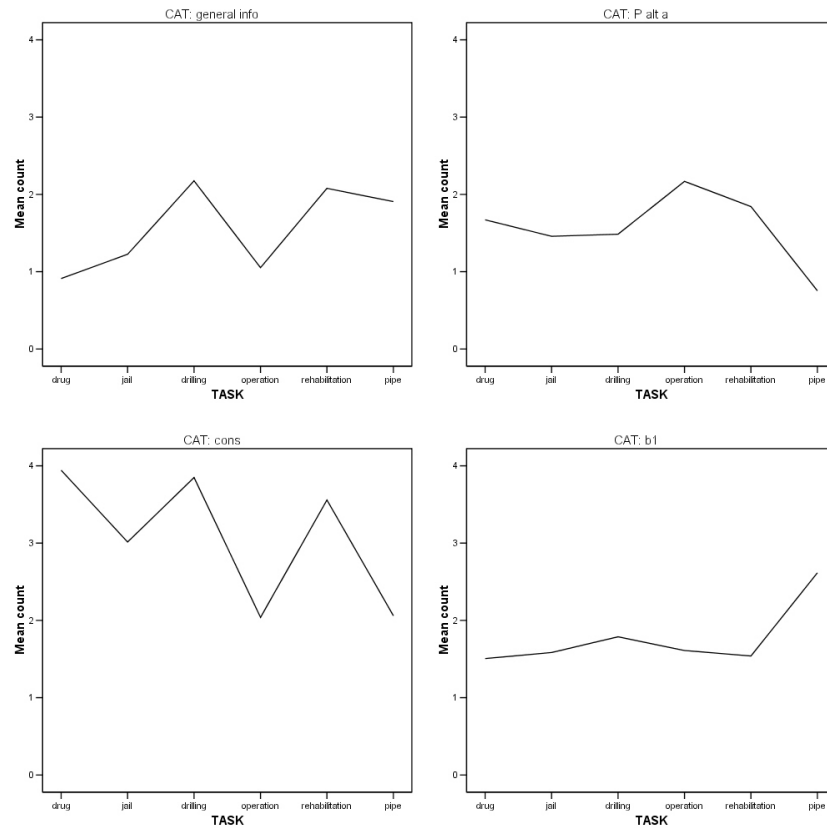 CAT: general info
4
3
2
1
0
Mean count
drug jail drilling operation rehabilitation pipe
TASK
CAT: P alt a
4
3
2
1
0
Mean count
drug jail drilling operation rehabilitation pipe
TASK
CAT: cons
4
3
2
1
0
Mean count
drug jail drilling operation rehabilitation pipe
TASK
CAT: b1
4
3
2
1
0
Mean count
drug jail drilling operation rehabilitation pipe
TASK